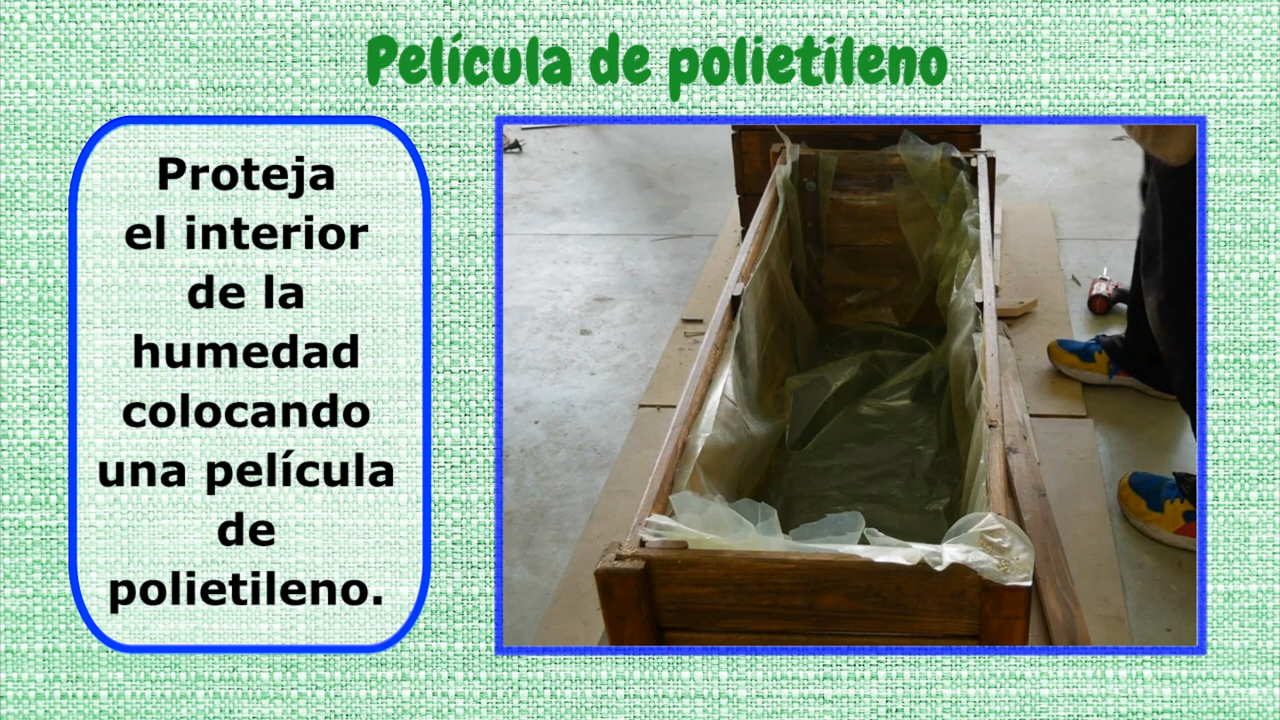 Película de polietileno
Proteja
el interior
de la
humedad
colocando
una película
de
polietileno.